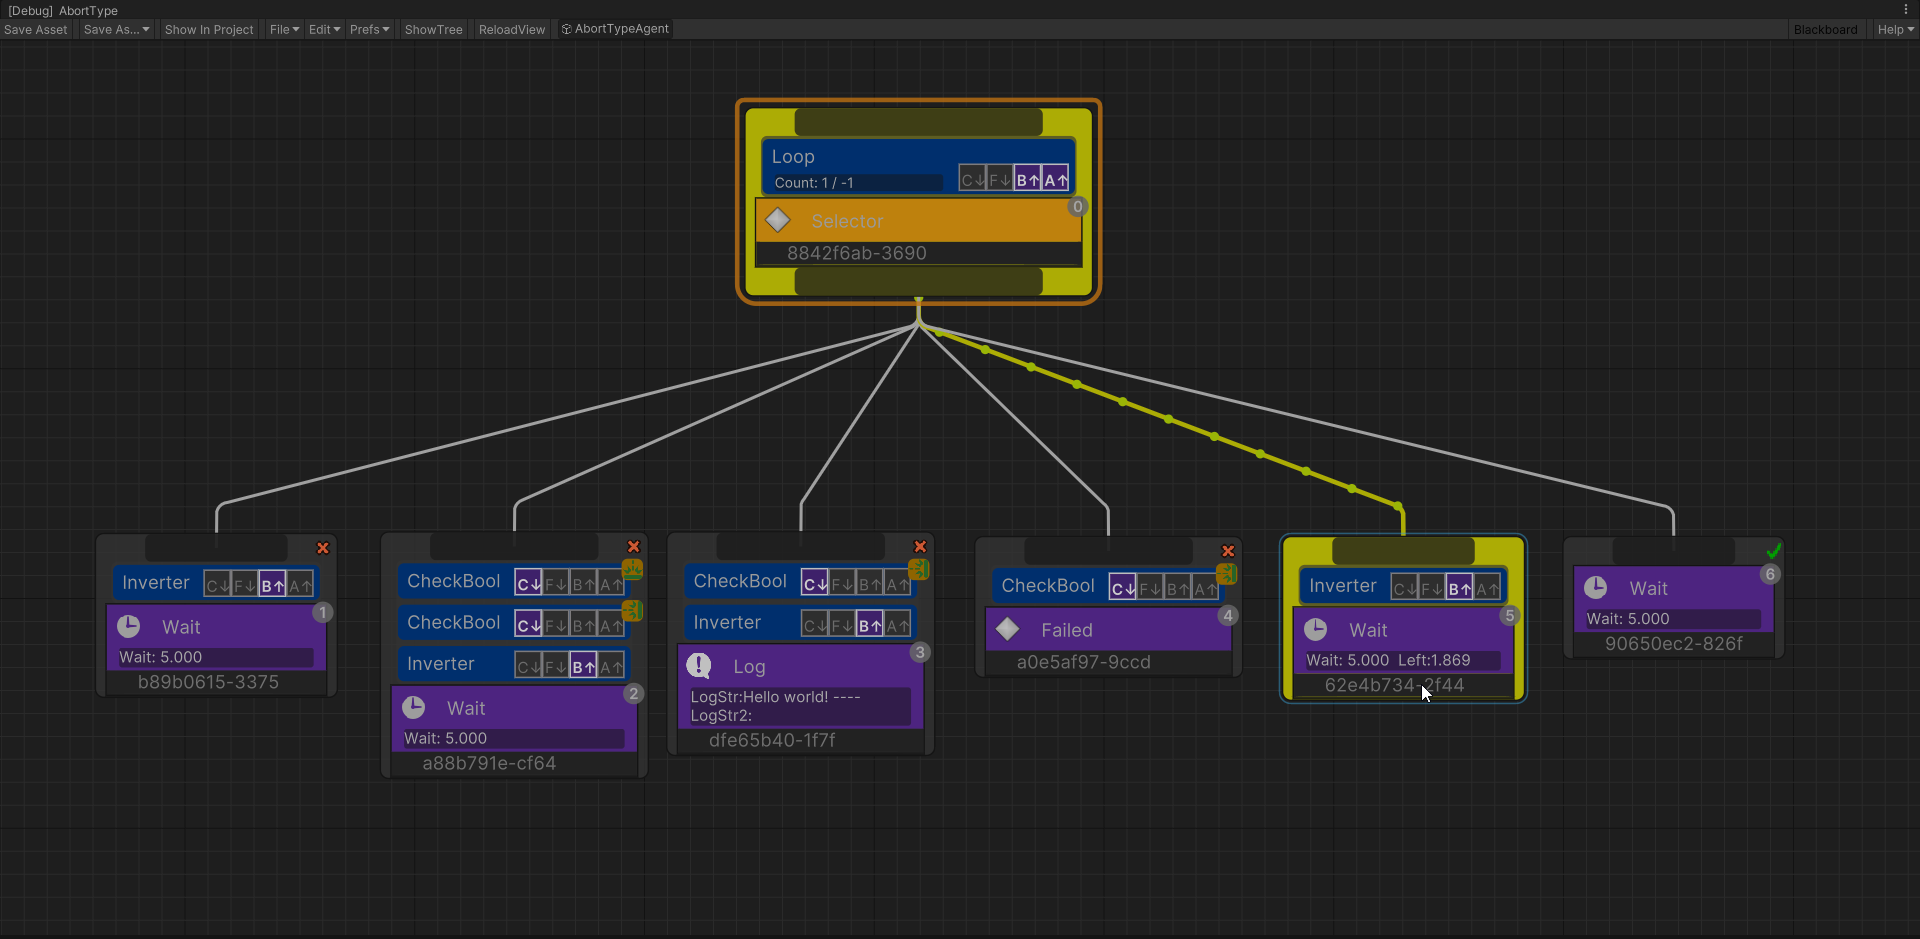 [Debug] AbortType
Save Asset Save As... Show In Project File Edit Prefs ShowTree ReloadView AbortTypeAgent Blackboard Help
Loop
Count: 1 / -1
C↓ F↓ B↑ A↑
0
Selector
8842f6ab-3690
Inverter C↓ F↓ B↑ A↑
1
Wait
Wait: 5.000
b89b0615-3375
CheckBool C↓ F↓ B↑ A↑
CheckBool C↓ F↓ B↑ A↑
Inverter C↓ F↓ B↑ A↑
2
Wait
Wait: 5.000
a88b791e-cf64
CheckBool C↓ F↓ B↑ A↑
Inverter C↓ F↓ B↑ A↑
3
Log
LogStr:Hello world! ----
LogStr2:
dfe65b40-1f7f
CheckBool C↓ F↓ B↑ A↑
4
Failed
a0e5af97-9ccd
Inverter C↓ F↓ B↑ A↑
5
Wait
Wait: 5.000 Left:1.869
62e4b734-2f44
6
Wait
Wait: 5.000
90650ec2-826f